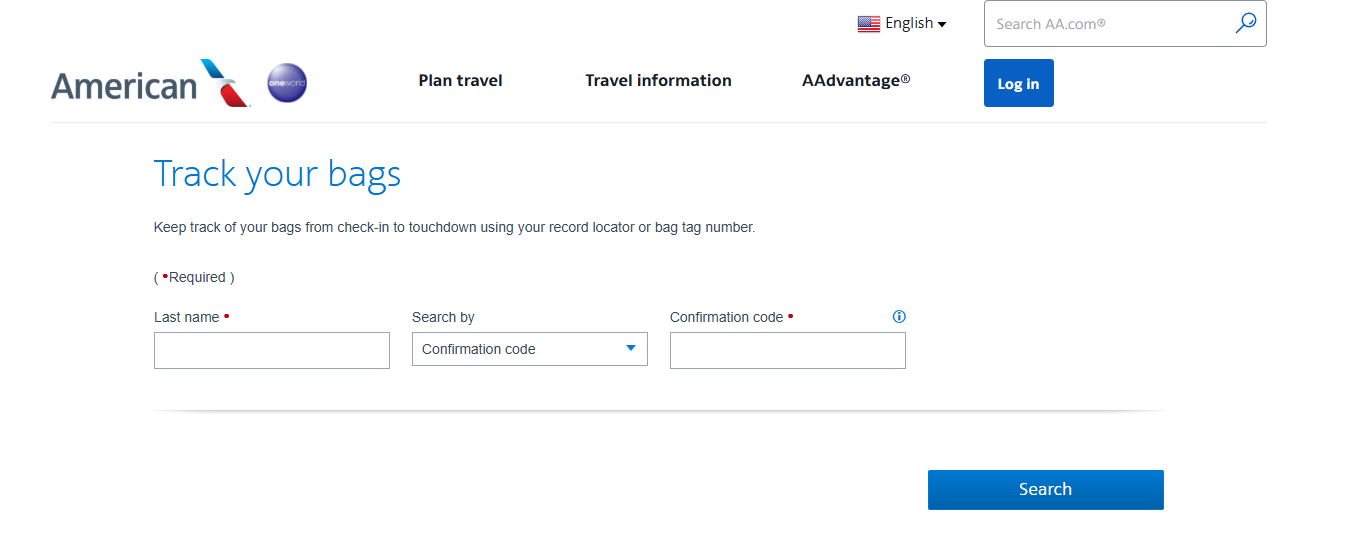 English
Search AA.com®
American
oneworld
Plan travel
Travel information
AAdvantage®
Log in
Track your bags
Keep track of your bags from check-in to touchdown using your record locator or bag tag number.
( •Required )
Last name •
Search by
Confirmation code •
Confirmation code
Search